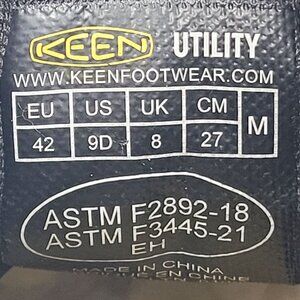 KEEN UTILITY
WWW.KEENFOOTWEAR.COM
EU US UK CM M
42 9D 8 27
ASTM F2892-18
ASTM F3445-21
EH
MADE IN CHINA